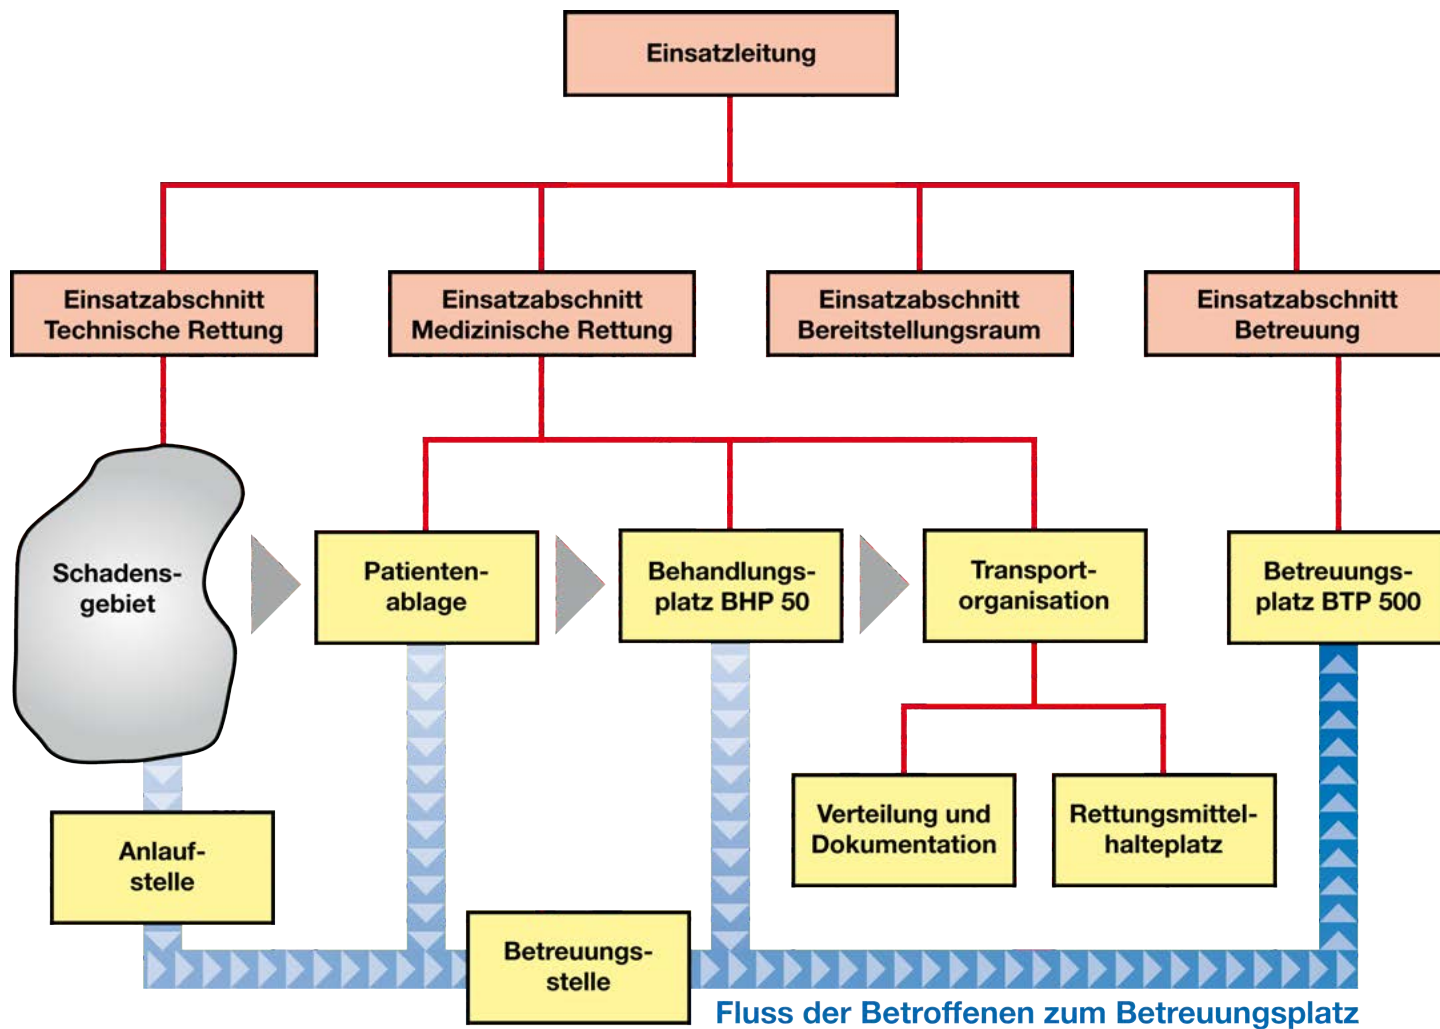 Einsatzleitung
Einsatzabschnitt
Technische Rettung
Einsatzabschnitt
Medizinische Rettung
Einsatzabschnitt
Bereitstellungsraum
Einsatzabschnitt
Betreuung
Schadens-
gebiet
Patienten-
ablage
Behandlungs-
platz BHP 50
Transport-
organisation
Betreuungs-
platz BTP 500
Verteilung und
Dokumentation
Rettungsmittel-
halteplatz
Anlauf-
stelle
Betreuungs-
stelle
Fluss der Betroffenen zum Betreuungsplatz